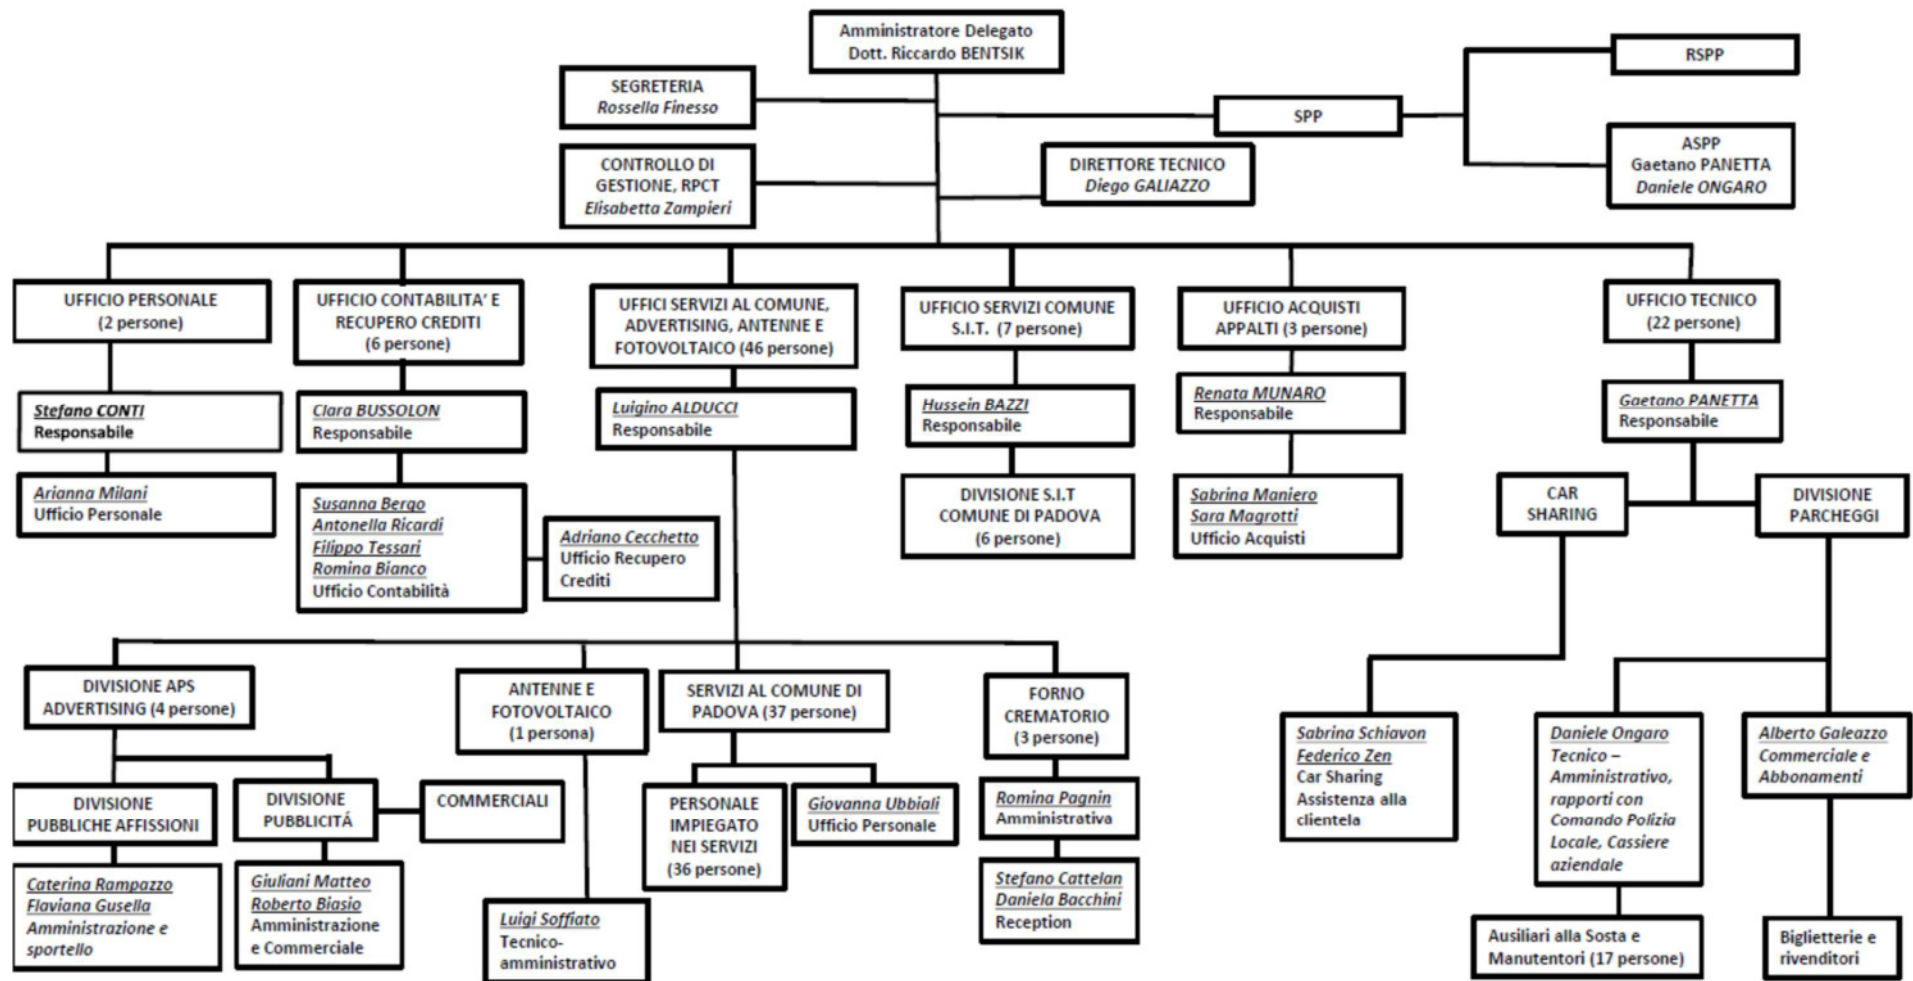 Amministratore Delegato
Dott. Riccardo BENTSIK
SEGRETERIA
Rossella Finesso
RSPP
SPP
CONTROLLO DI
GESTIONE, RPCT
Elisabetta Zampieri
DIRETTORE TECNICO
Diego GALIAZZO
ASPP
Gaetano PANETTA
Daniele ONGARO
UFFICIO PERSONALE
(2 persone)
UFFICIO CONTABILITA’ E
RECUPERO CREDITI
(6 persone)
UFFICI SERVIZI AL COMUNE,
ADVERTISING, ANTENNE E
FOTOVOLTAICO (46 persone)
UFFICIO SERVIZI COMUNE
S.I.T. (7 persone)
UFFICIO ACQUISTI
APPALTI (3 persone)
UFFICIO TECNICO
(22 persone)
Stefano CONTI
Responsabile
Clara BUSSOLON
Responsabile
Luigino ALDUCCI
Responsabile
Hussein BAZZI
Responsabile
Renata MUNARO
Responsabile
Gaetano PANETTA
Responsabile
Arianna Milani
Ufficio Personale
Susanna Bergo
Antonella Ricardi
Filippo Tessari
Romina Bianco
Ufficio Contabilità
Adriano Cecchetto
Ufficio Recupero
Crediti
DIVISIONE S.I.T
COMUNE DI PADOVA
(6 persone)
Sabrina Maniero
Sara Magrotti
Ufficio Acquisti
CAR
SHARING
DIVISIONE
PARCHEGGI
DIVISIONE APS
ADVERTISING (4 persone)
ANTENNE E
FOTOVOLTAICO
(1 persona)
SERVIZI AL COMUNE DI
PADOVA (37 persone)
FORNO
CREMATORIO
(3 persone)
Sabrina Schiavon
Federico Zen
Car Sharing
Assistenza alla
clientela
Daniele Ongaro
Tecnico –
Amministrativo,
rapporti con
Comando Polizia
Locale, Cassiere
aziendale
Alberto Galeazzo
Commerciale e
Abbonamenti
DIVISIONE
PUBBLICHE AFFISSIONI
DIVISIONE
PUBBLICITÁ
COMMERCIALI
PERSONALE
IMPIEGATO
NEI SERVIZI
(36 persone)
Giovanna Ubbiali
Ufficio Personale
Romina Pagnin
Amministrativa
Caterina Rampazzo
Flaviana Gusella
Amministrazione e
sportello
Giuliani Matteo
Roberto Biasio
Amministrazione
e Commerciale
Luigi Soffiato
Tecnico-
amministrativo
Stefano Cattelan
Daniela Bacchini
Reception
Ausiliari alla Sosta e
Manutentori (17 persone)
Biglietterie e
rivenditori